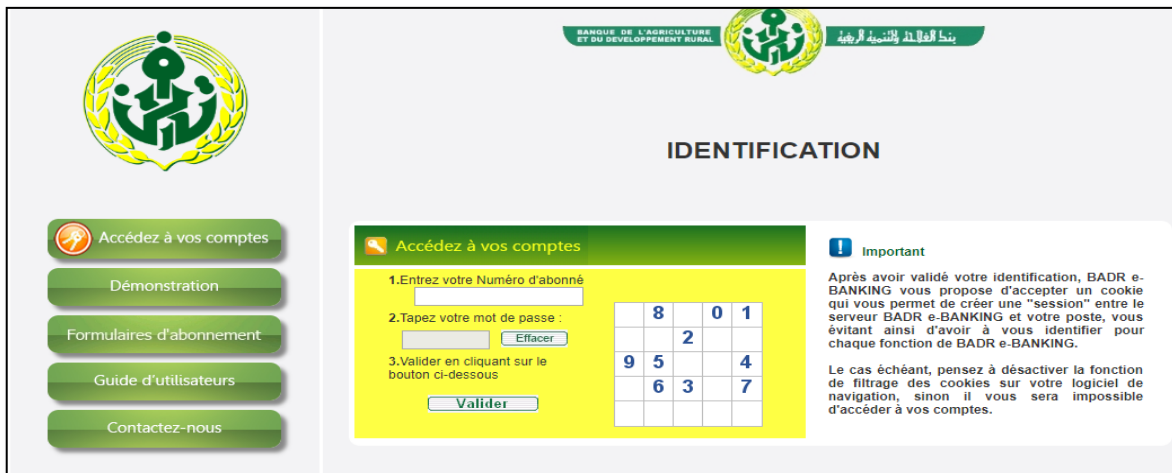 BANQUE DE L'AGRICULTURE
ET DU DEVELOPPEMENT RURAL
بنك الفلاحة والتنمية الريفية
IDENTIFICATION
Accédez à vos comptes
Démonstration
Formulaires d'abonnement
Guide d'utilisateurs
Contactez-nous
Accédez à vos comptes
1.Entrez votre Numéro d'abonné
2.Tapez votre mot de passe :
Effacer
3.Valider en cliquant sur le
bouton ci-dessous
Valider
8 0 1
2
9 5 4
6 3 7
Important
Après avoir validé votre identification, BADR e-
BANKING vous propose d'accepter un cookie
qui vous permet de créer une "session" entre le
serveur BADR e-BANKING et votre poste, vous
évitant ainsi d'avoir à vous identifier pour
chaque fonction de BADR e-BANKING.
Le cas échéant, pensez à désactiver la fonction
de filtrage des cookies sur votre logiciel de
navigation, sinon il vous sera impossible
d'accéder à vos comptes.